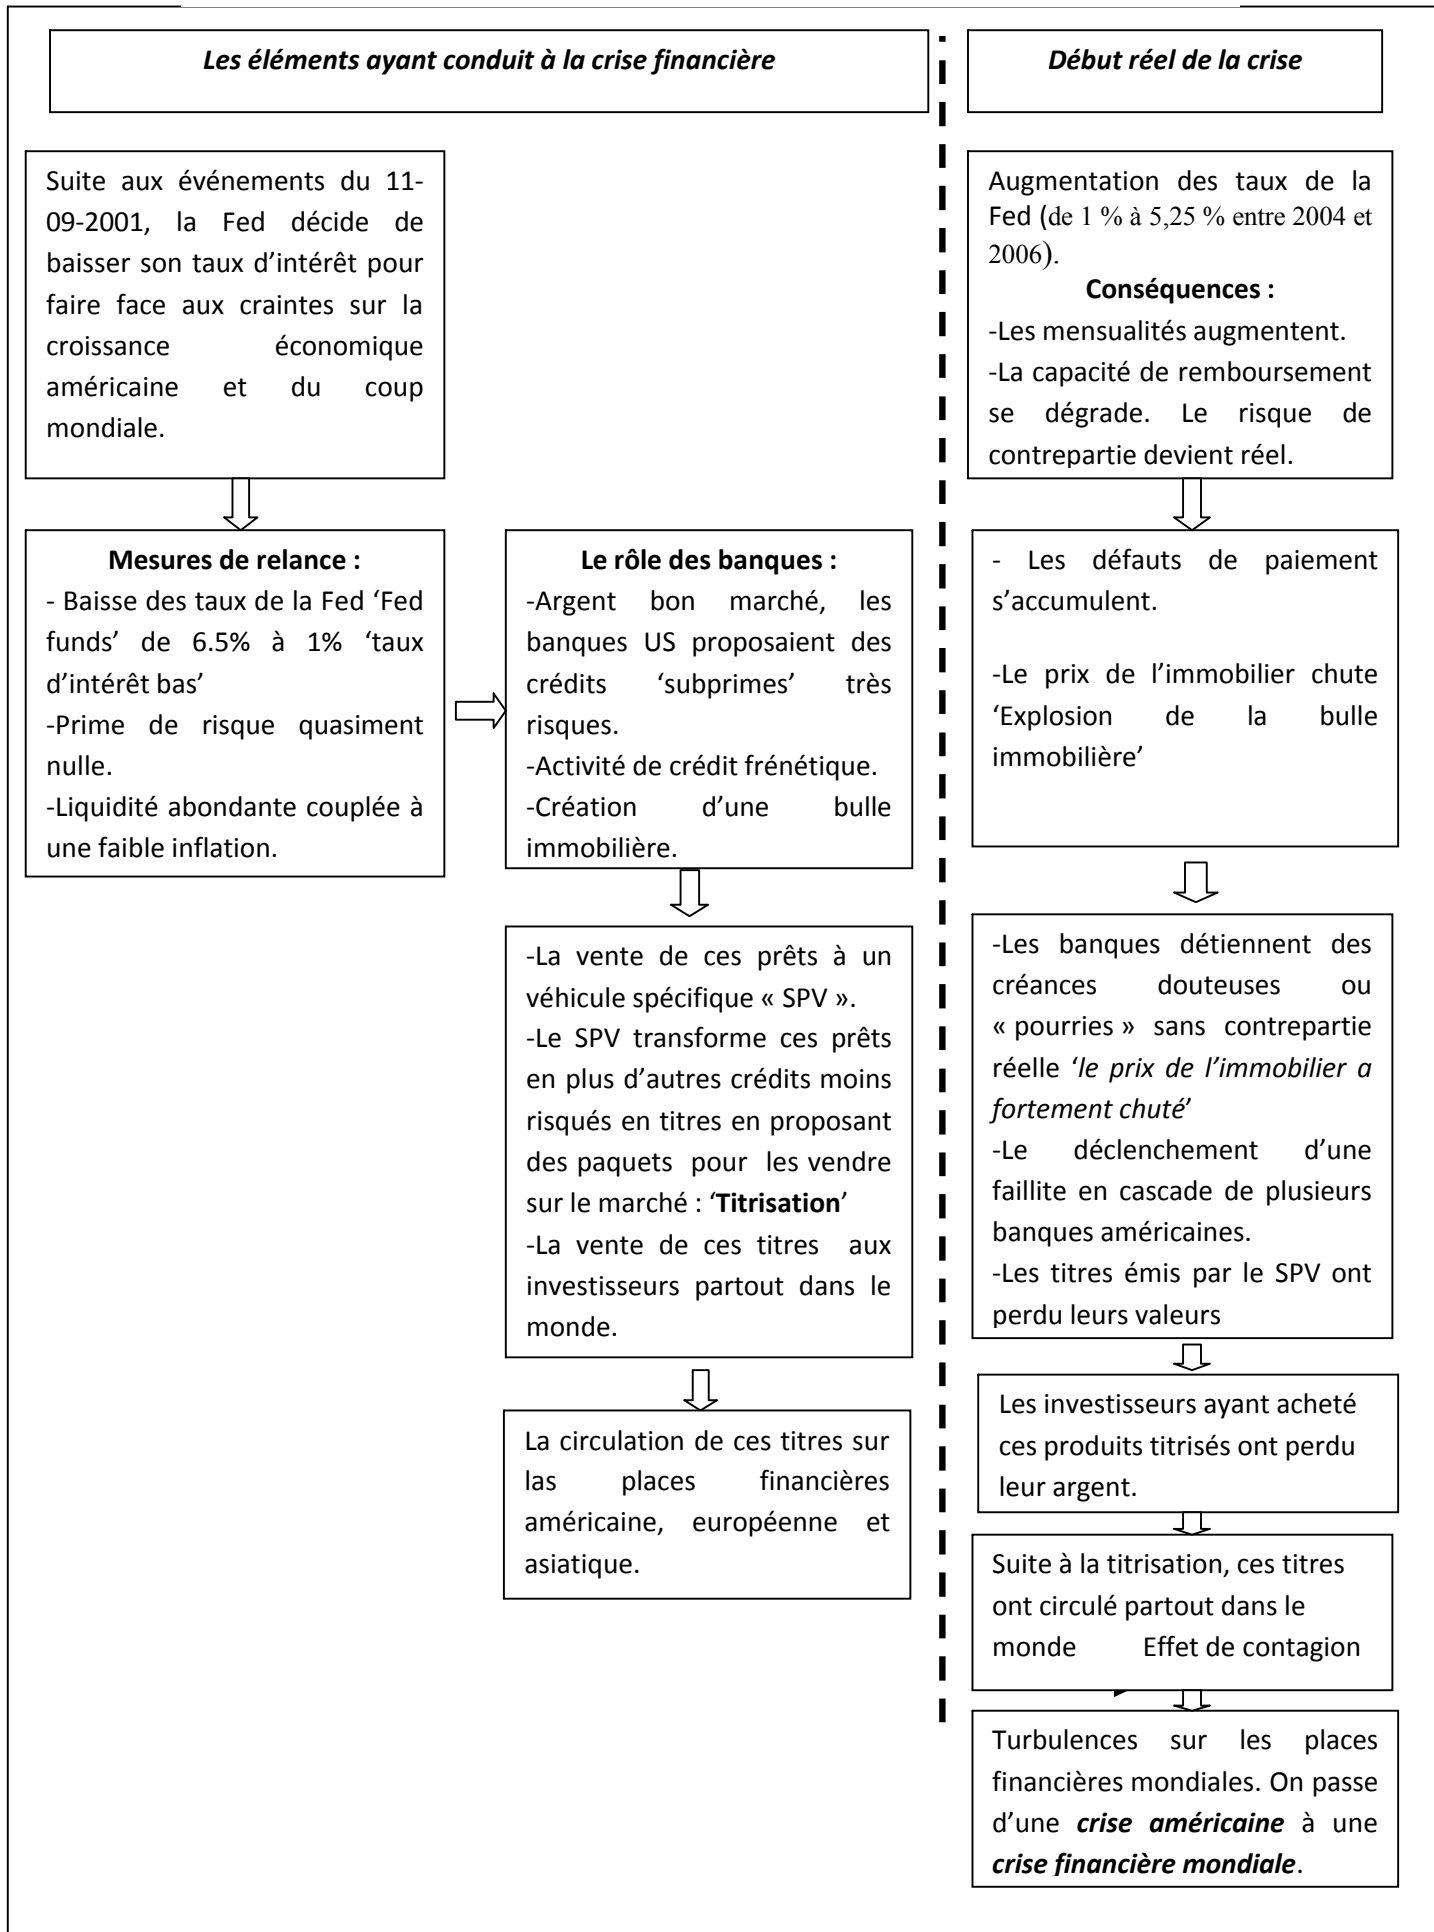 Les éléments ayant conduit à la crise financière
Suite aux événements du 11-
09-2001, la Fed décide de
baisser son taux d’intérêt pour
faire face aux craintes sur la
croissance économique
américaine et du coup
mondiale.
Mesures de relance :
- Baisse des taux de la Fed ‘Fed
funds’ de 6.5% à 1% ‘taux
d’intérêt bas’
-Prime de risque quasiment
nulle.
-Liquidité abondante couplée à
une faible inflation.
Le rôle des banques :
-Argent bon marché, les
banques US proposaient des
crédits ‘subprimes’ très
risques.
-Activité de crédit frénétique.
-Création d’une bulle
immobilière.
-La vente de ces prêts à un
véhicule spécifique « SPV ».
-Le SPV transforme ces prêts
en plus d’autres crédits moins
risqués en titres en proposant
des paquets pour les vendre
sur le marché : ‘Titrisation’
-La vente de ces titres aux
investisseurs partout dans le
monde.
La circulation de ces titres sur
las places financières
américaine, européenne et
asiatique.
Début réel de la crise
Augmentation des taux de la
Fed (de 1 % à 5,25 % entre 2004 et
2006).
Conséquences :
-Les mensualités augmentent.
-La capacité de remboursement
se dégrade. Le risque de
contrepartie devient réel.
- Les défauts de paiement
s’accumulent.
-Le prix de l’immobilier chute
‘Explosion de la bulle
immobilière’
-Les banques détiennent des
créances douteuses ou
« pourries » sans contrepartie
réelle ‘le prix de l’immobilier a
fortement chuté’
-Le déclenchement d’une
faillite en cascade de plusieurs
banques américaines.
-Les titres émis par le SPV ont
perdu leurs valeurs
Les investisseurs ayant acheté
ces produits titrisés ont perdu
leur argent.
Suite à la titrisation, ces titres
ont circulé partout dans le
monde Effet de contagion
Turbulences sur les places
financières mondiales. On passe
d’une crise américaine à une
crise financière mondiale.